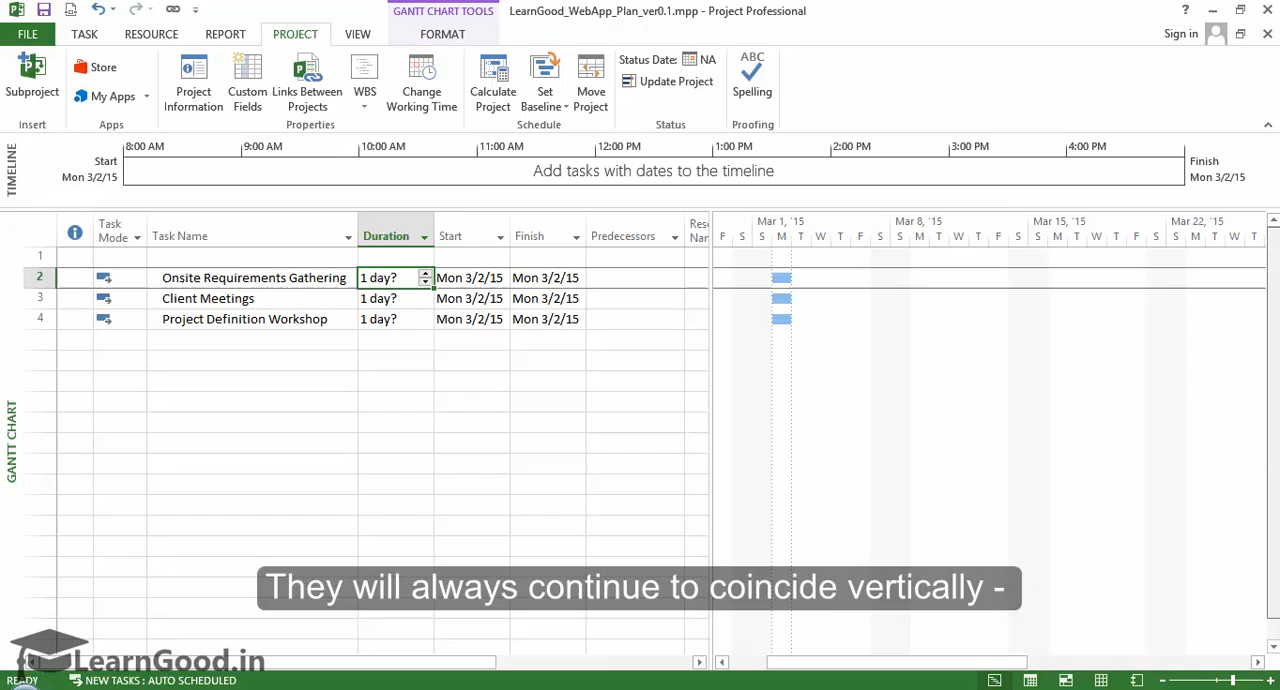 GANTT CHART TOOLS
LearnGood_WebApp_Plan_ver0.1.mpp - Project Professional
?
FILE TASK RESOURCE REPORT PROJECT VIEW FORMAT Sign in
Subproject
Insert
Store
My Apps
Apps
Project Information
Custom Fields
Links Between Projects
WBS
Change Working Time
Properties
Calculate Project
Set Baseline
Move Project
Schedule
Status Date: NA
Update Project
Status
ABC
Spelling
Proofing
TIMELINE
8:00 AM 9:00 AM 10:00 AM 11:00 AM 12:00 PM 1:00 PM 2:00 PM 3:00 PM 4:00 PM
Start
Mon 3/2/15
Add tasks with dates to the timeline
Finish
Mon 3/2/15
Task Mode Task Name Duration Start Finish Predecessors
Mar 1, '15 Mar 8, '15 Mar 15, '15 Mar 22, '15
F S S M T W T F S S M T W T F S S M T W T F S S M T W T
1
2 Onsite Requirements Gathering 1 day? Mon 3/2/15 Mon 3/2/15
3 Client Meetings 1 day? Mon 3/2/15 Mon 3/2/15
4 Project Definition Workshop 1 day? Mon 3/2/15 Mon 3/2/15
GANTT CHART
They will always continue to coincide vertically -
LearnGood.in
READY NEW TASKS : AUTO SCHEDULED